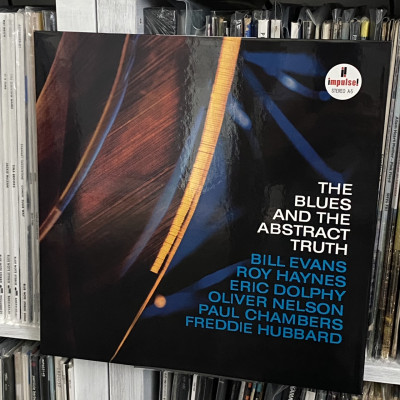 impulse!
STEREO A5
THE
BLUES
AND THE
ABSTRACT
TRUTH
BILL EVANS
ROY HAYNES
ERIC DOLPHY
OLIVER NELSON
PAUL CHAMBERS
FREDDIE HUBBARD